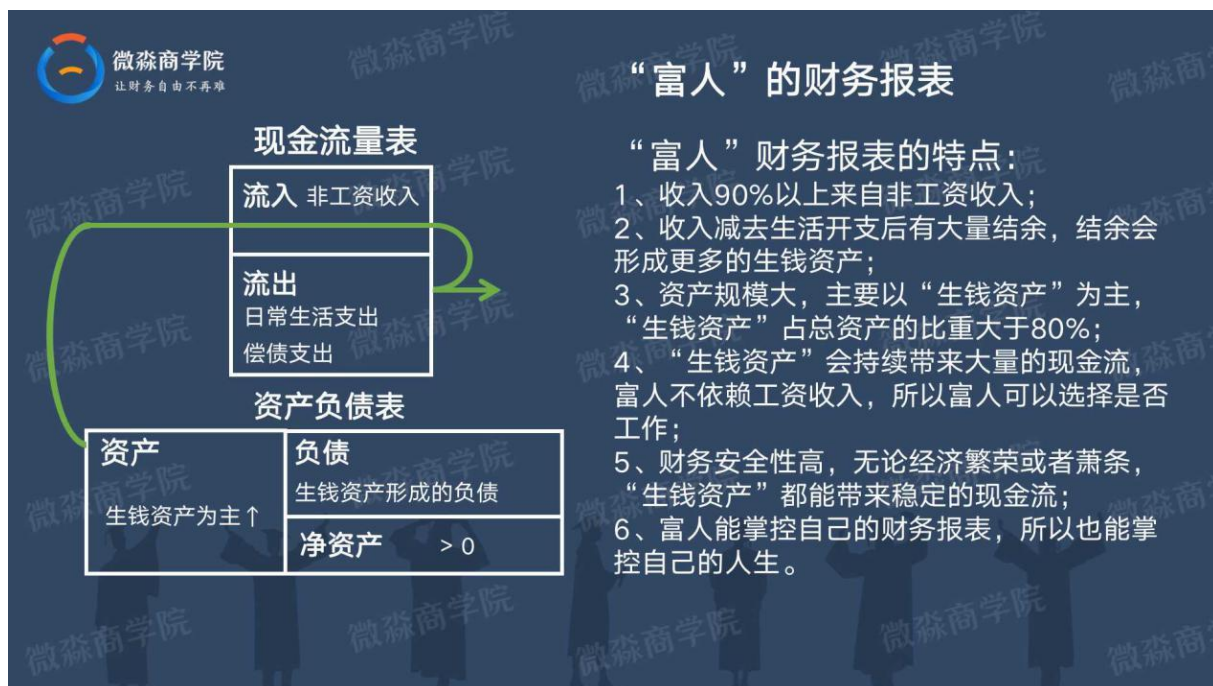 微淼商学院
让财务自由不再难
“富人”的财务报表
现金流量表
流入 非工资收入
流出
日常生活支出
偿债支出
资产负债表
资产
生钱资产为主↑
负债
生钱资产形成的负债
净资产 > 0
“富人”财务报表的特点：
1、收入90%以上来自非工资收入；
2、收入减去生活开支后有大量结余，结余会
形成更多的生钱资产；
3、资产规模大，主要以“生钱资产”为主，
“生钱资产”占总资产的比重大于80%；
4、“生钱资产”会持续带来大量的现金流，
富人不依赖工资收入，所以富人可以选择是否
工作；
5、财务安全性高，无论经济繁荣或者萧条，
“生钱资产”都能带来稳定的现金流；
6、富人能掌控自己的财务报表，所以也能掌
控自己的人生。